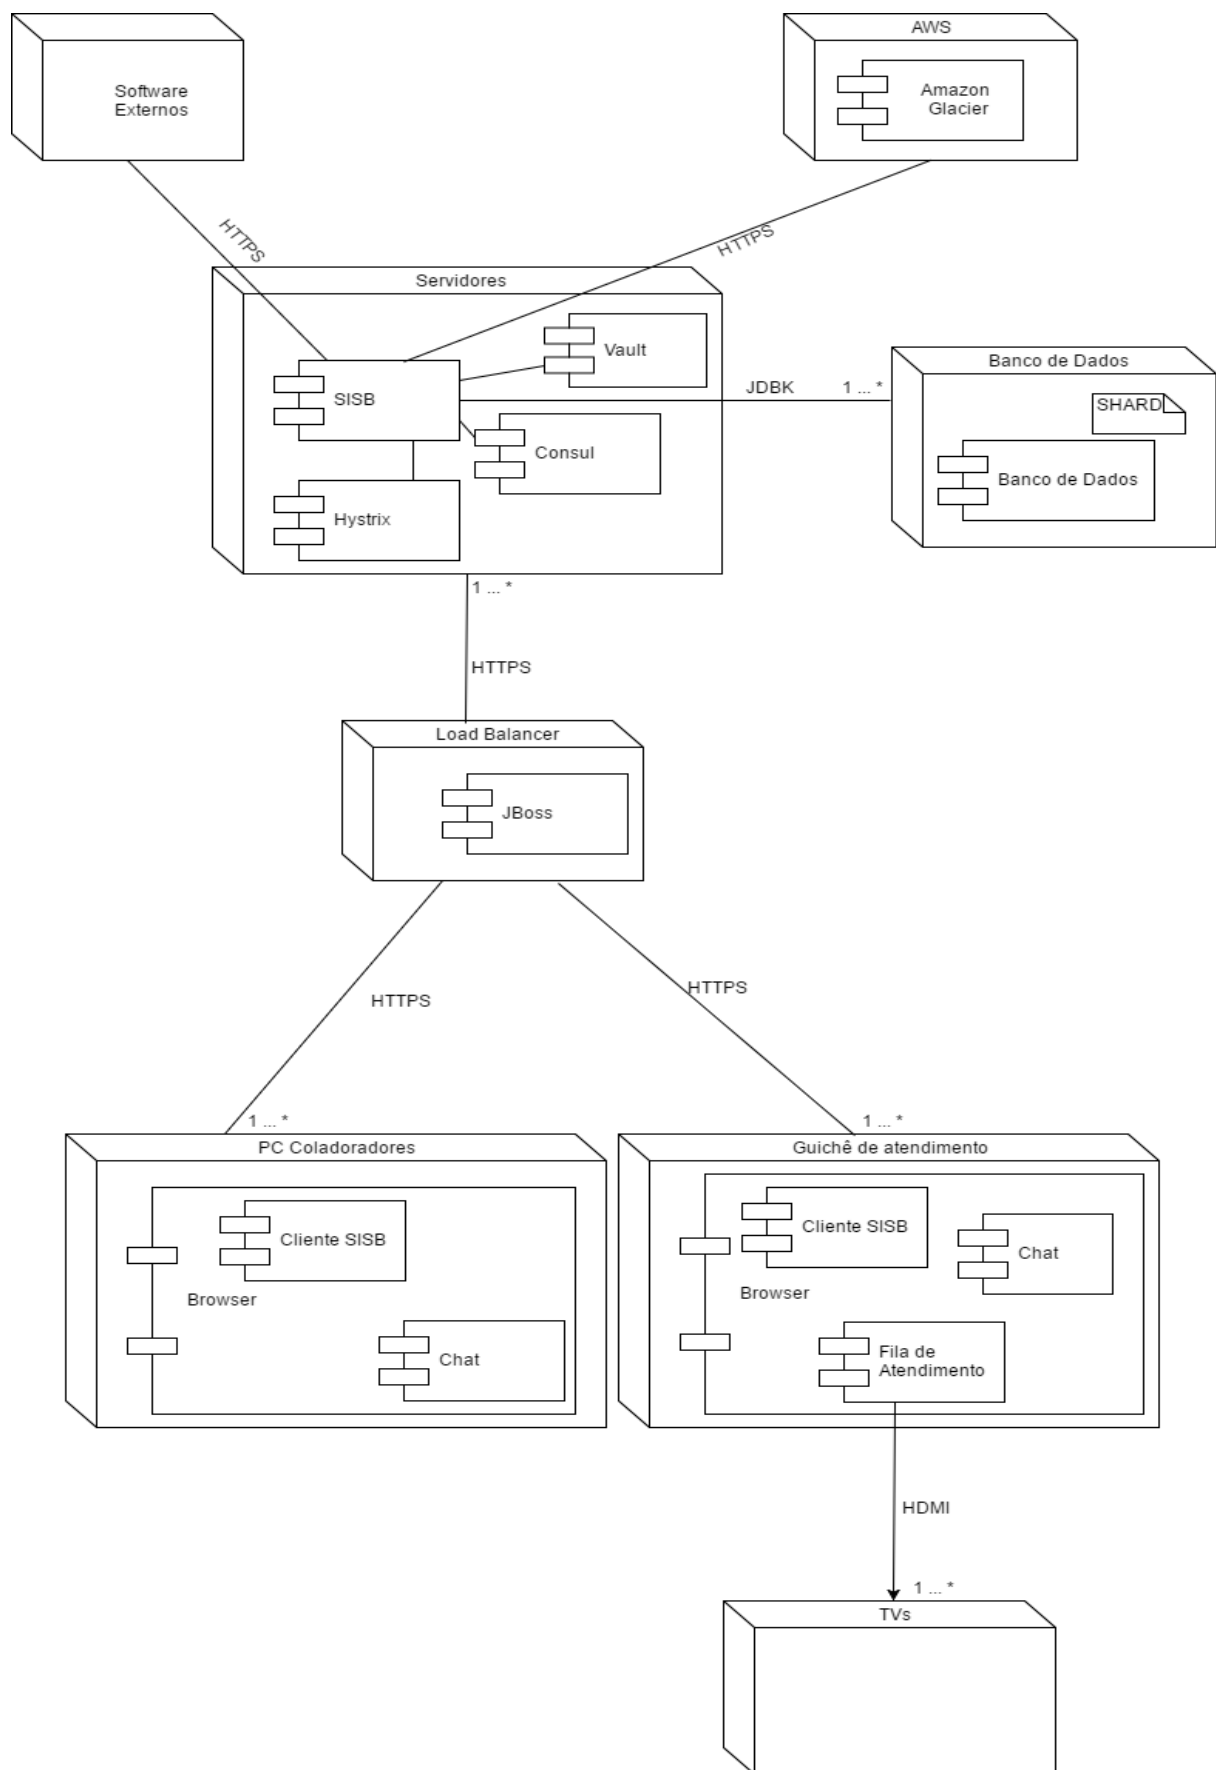 AWS
Software
Externos
Amazon
Glacier
HTTPS
HTTPS
Servidores
Vault
SISB
JDBK
1 ... *
Banco de Dados
SHARD
Consul
Banco de Dados
Hystrix
1 ... *
HTTPS
Load Balancer
JBoss
HTTPS
HTTPS
1 ... *
1 ... *
PC Coladoradores
Guichê de atendimento
Cliente SISB
Browser
Chat
Cliente SISB
Chat
Browser
Fila de
Atendimento
HDMI
1 ... *
TVs